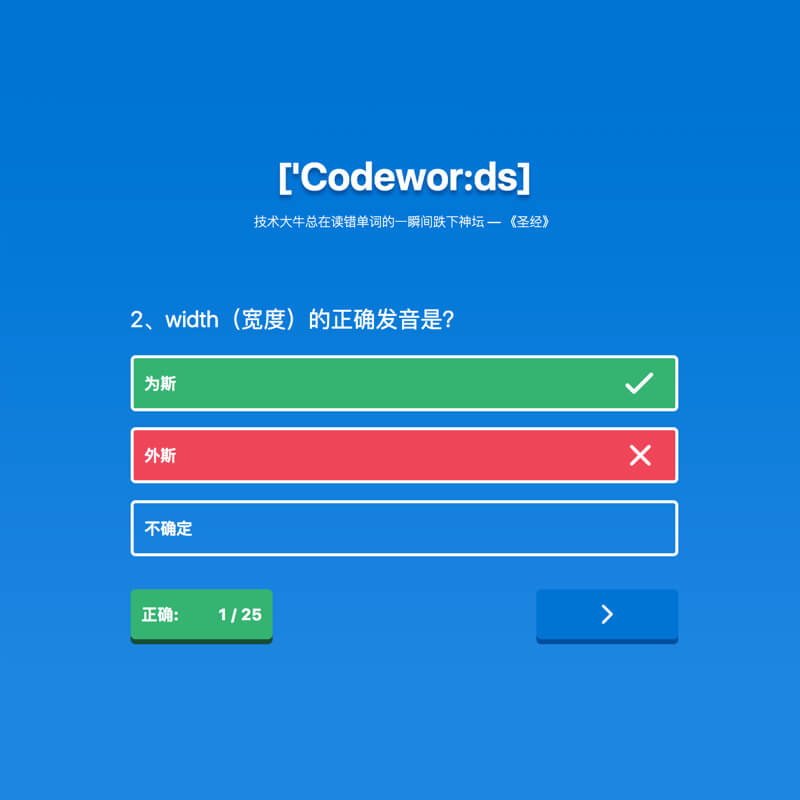 ['Codewor:ds]
技术大牛总在读错单词的一瞬间跌下神坛 — 《圣经》
2、width（宽度）的正确发音是?
为斯
外斯
不确定
正确: 1 / 25